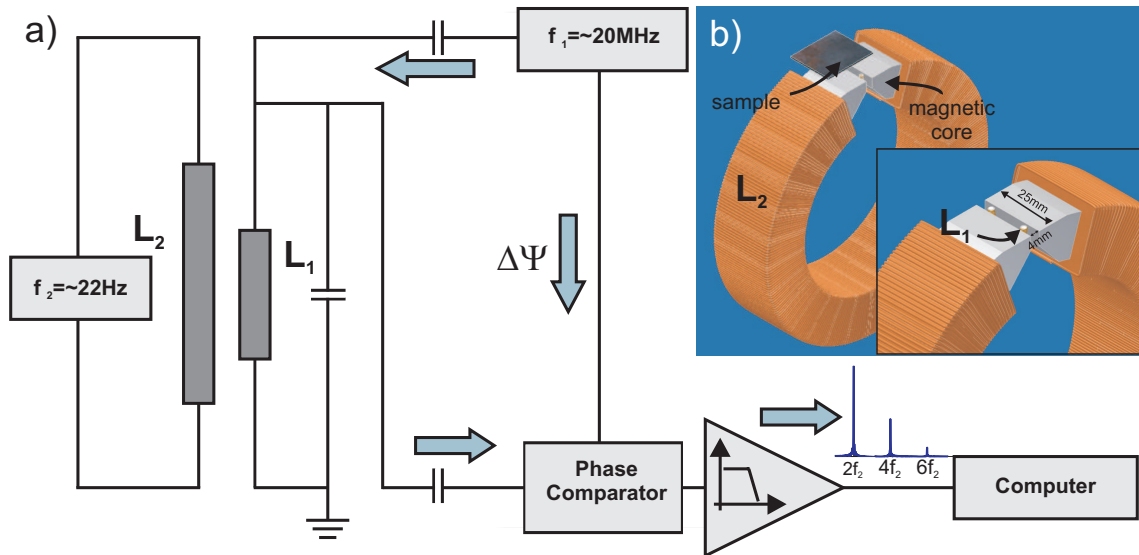 a)
f₁=~20MHz
L₂
L₁
f₂=~22Hz
ΔΨ
Phase
Comparator
2f₂ 4f₂ 6f₂
Computer
b)
sample
magnetic
core
L₂
25mm
L₁
4mm